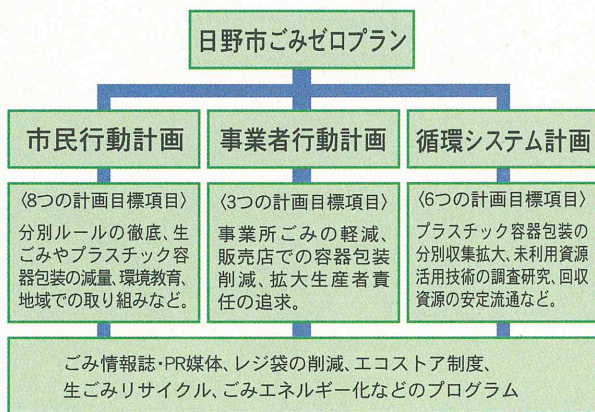 日野市ごみゼロプラン
市民行動計画
〈8つの計画目標項目〉
分別ルールの徹底、生
ごみやプラスチック容
器包装の減量、環境教育、
地域での取り組みなど。
事業者行動計画
〈3つの計画目標項目〉
事業所ごみの軽減、
販売店での容器包装
削減、拡大生産者責
任の追求。
循環システム計画
〈6つの計画目標項目〉
プラスチック容器包装の
分別収集拡大、未利用資源
活用技術の調査研究、回収
資源の安定流通など。
ごみ情報誌・PR媒体、レジ袋の削減、エコストア制度、
生ごみリサイクル、ごみエネルギー化などのプログラム